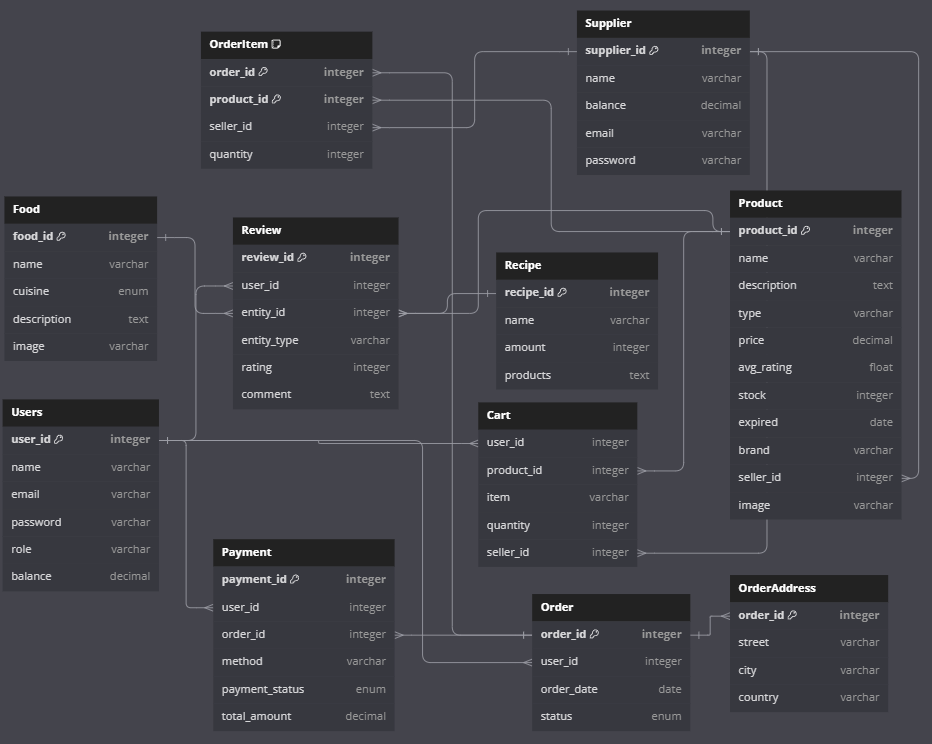 OrderItem
order_id integer
product_id integer
seller_id integer
quantity integer
Supplier
supplier_id integer
name varchar
balance decimal
email varchar
password varchar
Food
food_id integer
name varchar
cuisine enum
description text
image varchar
Review
review_id integer
user_id integer
entity_id integer
entity_type varchar
rating integer
comment text
Recipe
recipe_id integer
name varchar
amount integer
products text
Product
product_id integer
name varchar
description text
type varchar
price decimal
avg_rating float
stock integer
expired date
brand varchar
seller_id integer
image varchar
Users
user_id integer
name varchar
email varchar
password varchar
role varchar
balance decimal
Cart
user_id integer
product_id integer
item varchar
quantity integer
seller_id integer
Payment
payment_id integer
user_id integer
order_id integer
method varchar
payment_status enum
total_amount decimal
Order
order_id integer
user_id integer
order_date date
status enum
OrderAddress
order_id integer
street varchar
city varchar
country varchar